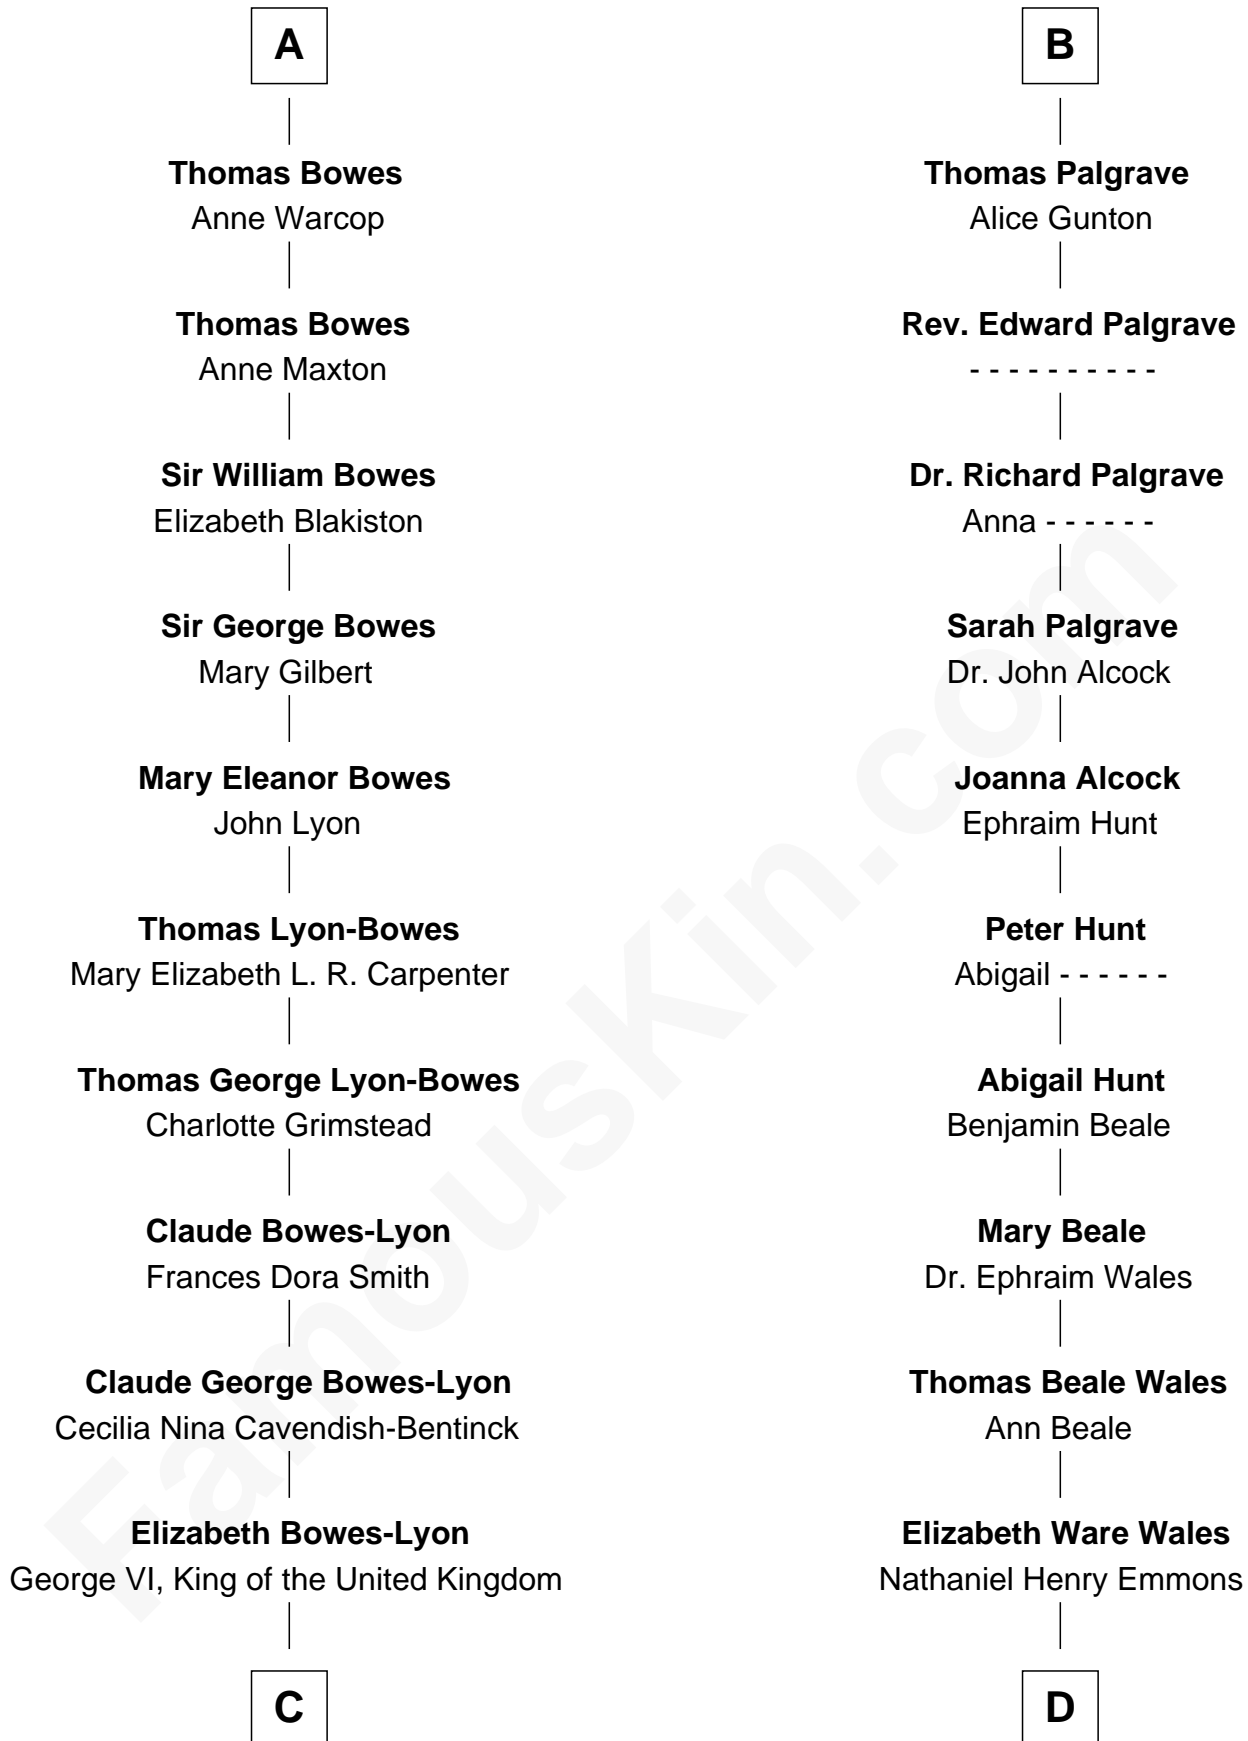 A
Thomas Bowes
Anne Warcop
Thomas Bowes
Anne Maxton
Sir William Bowes
Elizabeth Blakiston
Sir George Bowes
Mary Gilbert
Mary Eleanor Bowes
John Lyon
Thomas Lyon-Bowes
Mary Elizabeth L. R. Carpenter
Thomas George Lyon-Bowes
Charlotte Grimstead
Claude Bowes-Lyon
Frances Dora Smith
Claude George Bowes-Lyon
Cecilia Nina Cavendish-Bentinck
Elizabeth Bowes-Lyon
George VI, King of the United Kingdom
C
B
Thomas Palgrave
Alice Gunton
Rev. Edward Palgrave
- - - - - - - - - -
Dr. Richard Palgrave
Anna - - - - - -
Sarah Palgrave
Dr. John Alcock
Joanna Alcock
Ephraim Hunt
Peter Hunt
Abigail - - - - - -
Abigail Hunt
Benjamin Beale
Mary Beale
Dr. Ephraim Wales
Thomas Beale Wales
Ann Beale
Elizabeth Ware Wales
Nathaniel Henry Emmons
D
FamousKin.com